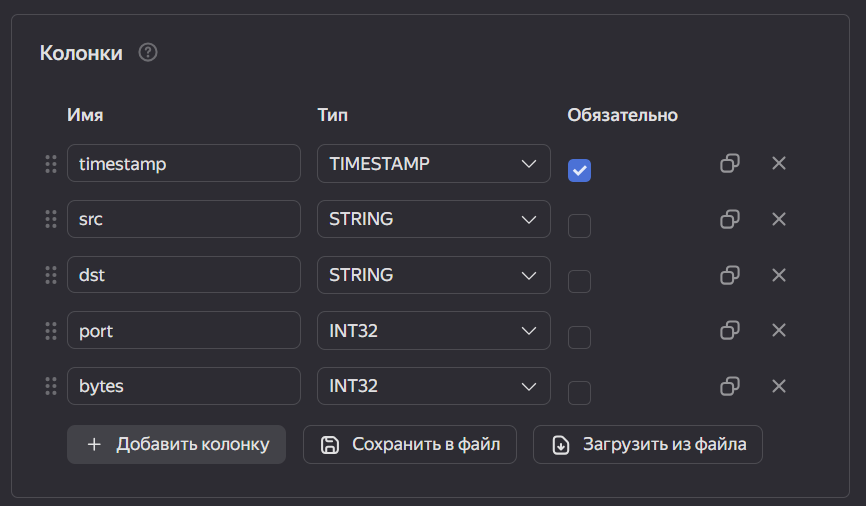 Колонки
Имя Тип Обязательно
timestamp TIMESTAMP
src STRING
dst STRING
port INT32
bytes INT32
+ Добавить колонку Сохранить в файл Загрузить из файла